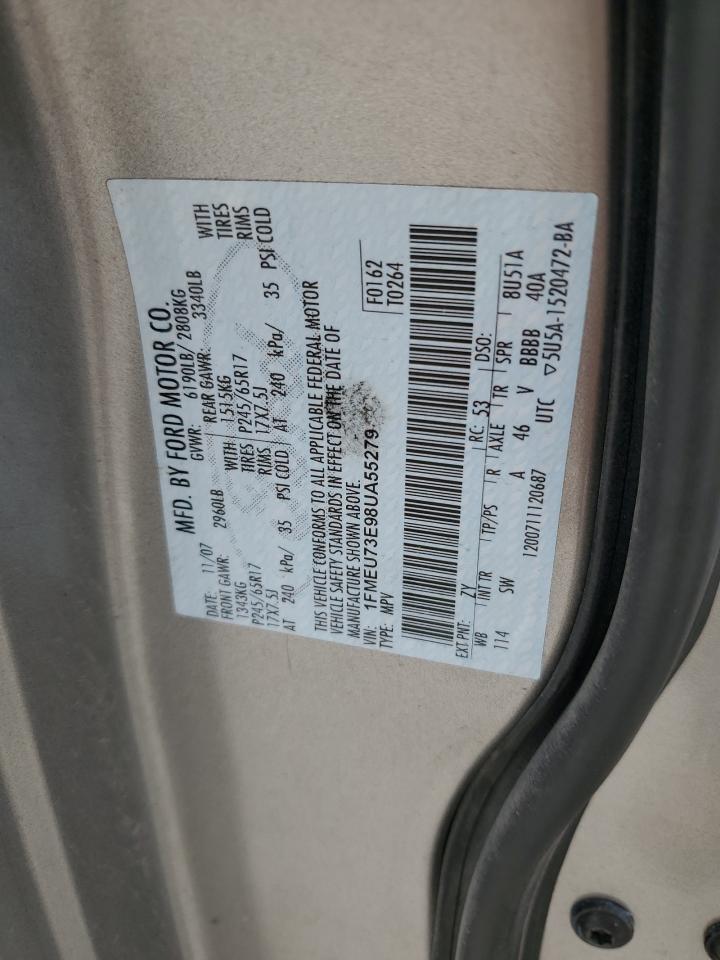 MFD. BY FORD MOTOR CO.
DATE: 11/07 GVWR: 6190LB/ 2808KG
FRONT GAWR: 2960LB REAR GAWR: 3340LB
1343KG WITH 1515KG WITH
P245/65R17 TIRES P245/65R17 TIRES
17X7.5J RIMS 17X7.5J RIMS
AT 240 kPa/ 35 PSI COLD AT 240 kPa/ 35 PSI COLD
THIS VEHICLE CONFORMS TO ALL APPLICABLE FEDERAL MOTOR
VEHICLE SAFETY STANDARDS IN EFFECT ON THE DATE OF
MANUFACTURE SHOWN ABOVE.
VIN: 1FMEU73E98UA55279 F0162
TYPE: MPV T0264
EXT PNT: ZY RC: 53 DSO:
WB INT TR TP/PS R AXLE TR SPR 8U51A
114 SW A 46 V BBBB 40A
12007111120687 UTC ▽5U5A-1520472-BA